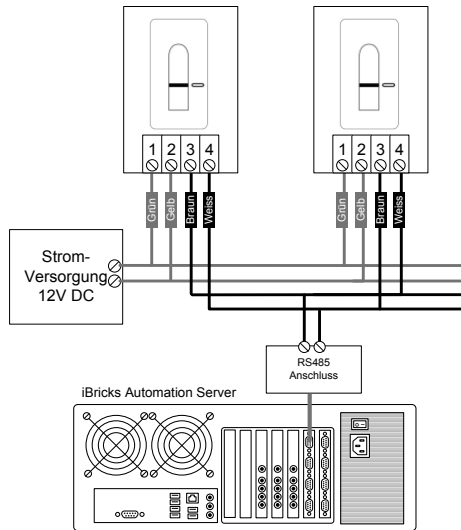 1 2 3 4
1 2 3 4
Grün Gelb Braun Weiss
Grün Gelb Braun Weiss
Strom-
Versorgung
12V DC
RS485
Anschluss
iBricks Automation Server